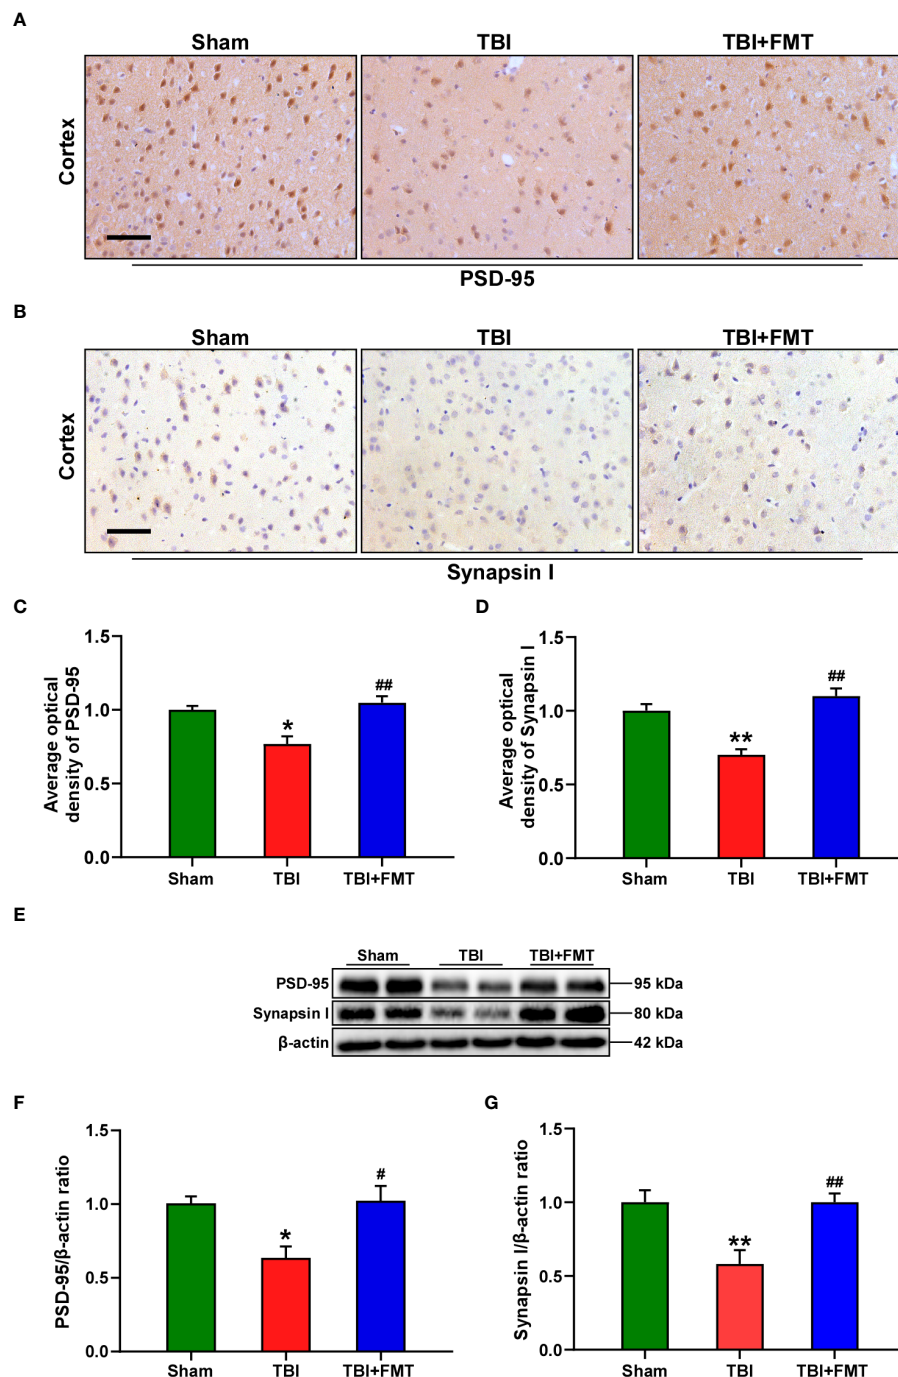 A
Sham TBI TBI+FMT
Cortex
PSD-95
B
Sham TBI TBI+FMT
Cortex
Synapsin I
C
Average optical
density of PSD-95
1.5
1.0
0.5
0.0
*
##
Sham TBI TBI+FMT
D
Average optical
density of Synapsin I
1.5
1.0
0.5
0.0
**
##
Sham TBI TBI+FMT
E
Sham TBI TBI+FMT
PSD-95 95 kDa
Synapsin I 80 kDa
β-actin 42 kDa
F
PSD-95/β-actin ratio
1.5
1.0
0.5
0.0
*
#
Sham TBI TBI+FMT
G
Synapsin I/β-actin ratio
1.5
1.0
0.5
0.0
**
##
Sham TBI TBI+FMT